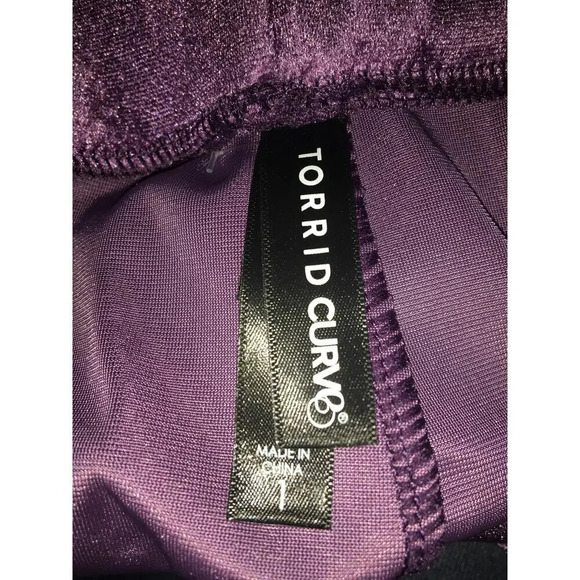 TORRID CURVE®
MADE IN
CHINA
1